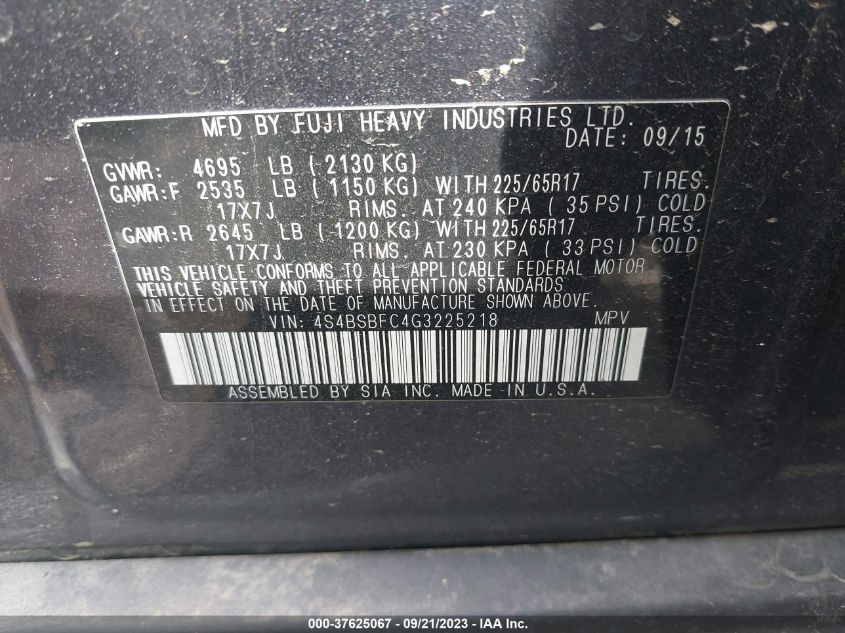 MFD BY FUJI HEAVY INDUSTRIES LTD.
DATE: 09/15
GVWR: 4695 LB ( 2130 KG)
GAWR:F 2535 LB ( 1150 KG) WITH 225/65R17 TIRES.
17X7J RIMS. AT 240 KPA ( 35 PSI) COLD
GAWR:R 2645 LB ( 1200 KG) WITH 225/65R17 TIRES.
17X7J RIMS. AT 230 KPA ( 33 PSI) COLD
THIS VEHICLE CONFORMS TO ALL APPLICABLE FEDERAL MOTOR
VEHICLE SAFETY AND THEFT PREVENTION STANDARDS
IN EFFECT ON THE DATE OF MANUFACTURE SHOWN ABOVE.
VIN: 4S4BSBFC4G3225218 MPV
ASSEMBLED BY SIA INC. MADE IN U.S.A.
000-37625067 - 09/21/2023 - IAA Inc.